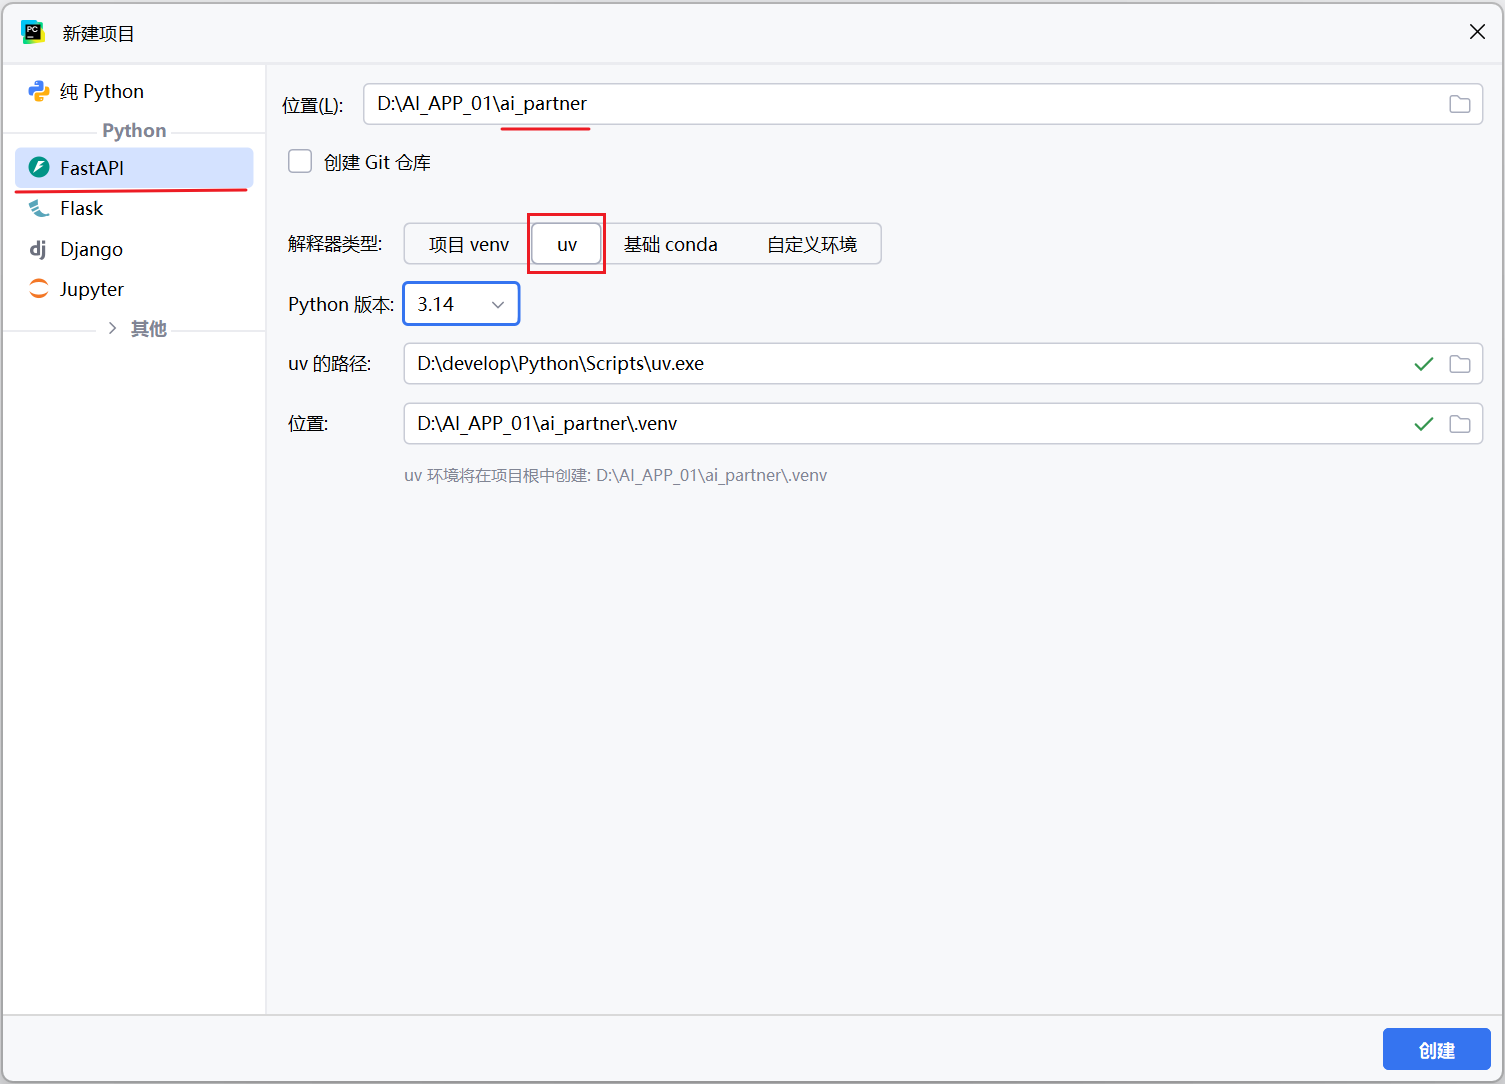 新建项目
纯 Python
Python
FastAPI
Flask
Django
Jupyter
其他
位置(L): D:\AI_APP_01\ai_partner
创建 Git 仓库
解释器类型: 项目 venv uv 基础 conda 自定义环境
Python 版本: 3.14
uv 的路径: D:\develop\Python\Scripts\uv.exe
位置: D:\AI_APP_01\ai_partner\.venv
uv 环境将在项目根中创建: D:\AI_APP_01\ai_partner\.venv
创建